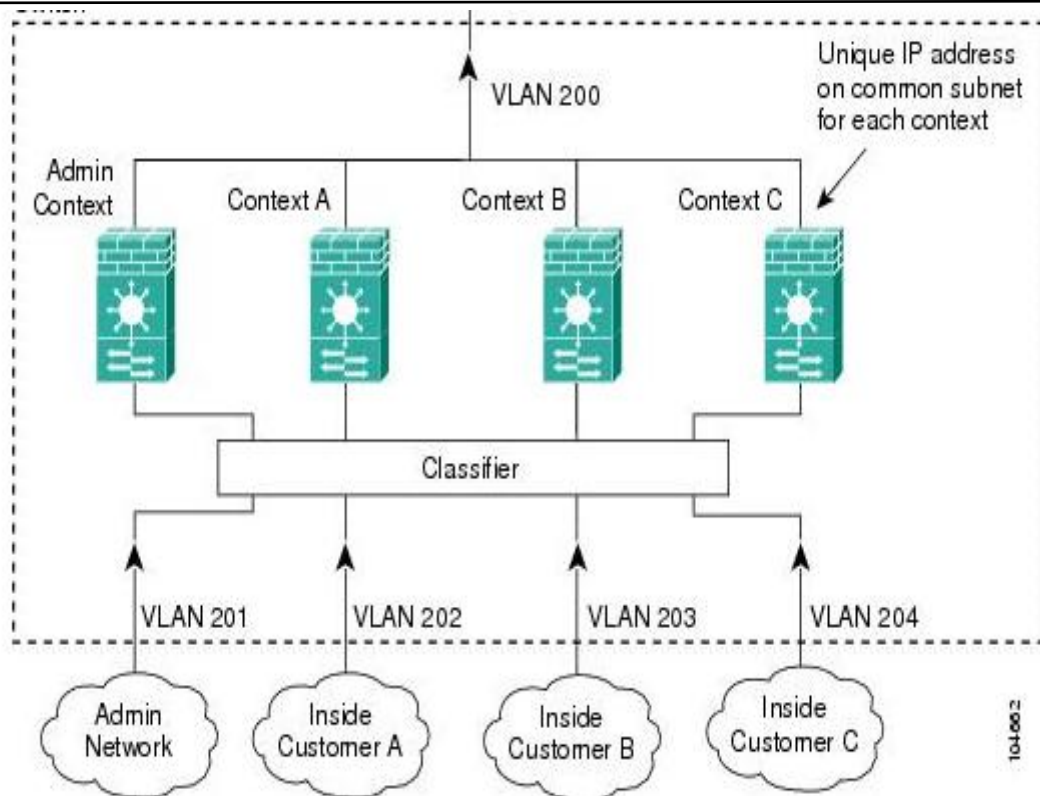 VLAN 200
Unique IP address
on common subnet
for each context
Admin
Context
Context A
Context B
Context C
Classifier
VLAN 201
VLAN 202
VLAN 203
VLAN 204
Admin
Network
Inside
Customer A
Inside
Customer B
Inside
Customer C
104662